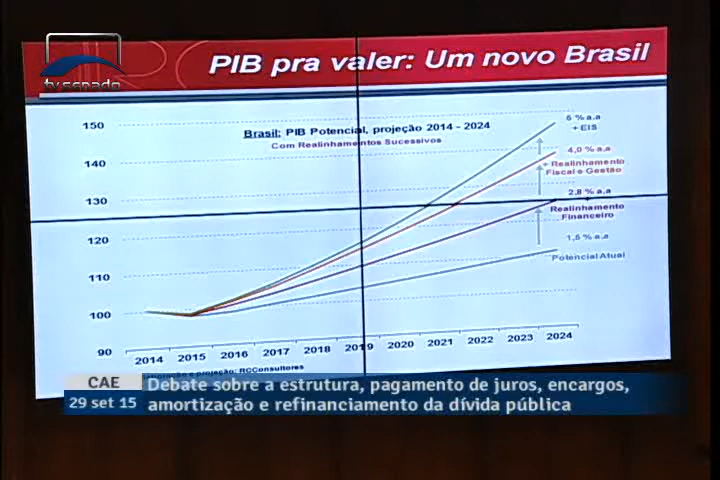 PIB pra valer: Um novo Brasil
tv senado
Brasil: PIB Potencial, projeção 2014 - 2024
Com Realinhamentos Sucessivos
150
140
130
120
110
100
90
2014 2015 2016 2017 2018 2019 2020 2021 2022 2023 2024
+ EIS
4,0 % a.a
+ Realinhamento
Fiscal e Gestão
2,8 % a.a
Realinhamento
Financeiro
1,5 % a.a
Potencial Atual
e projeção: RCConsultores
CAE
29 set 15
Debate sobre a estrutura, pagamento de juros, encargos,
amortização e refinanciamento da dívida pública